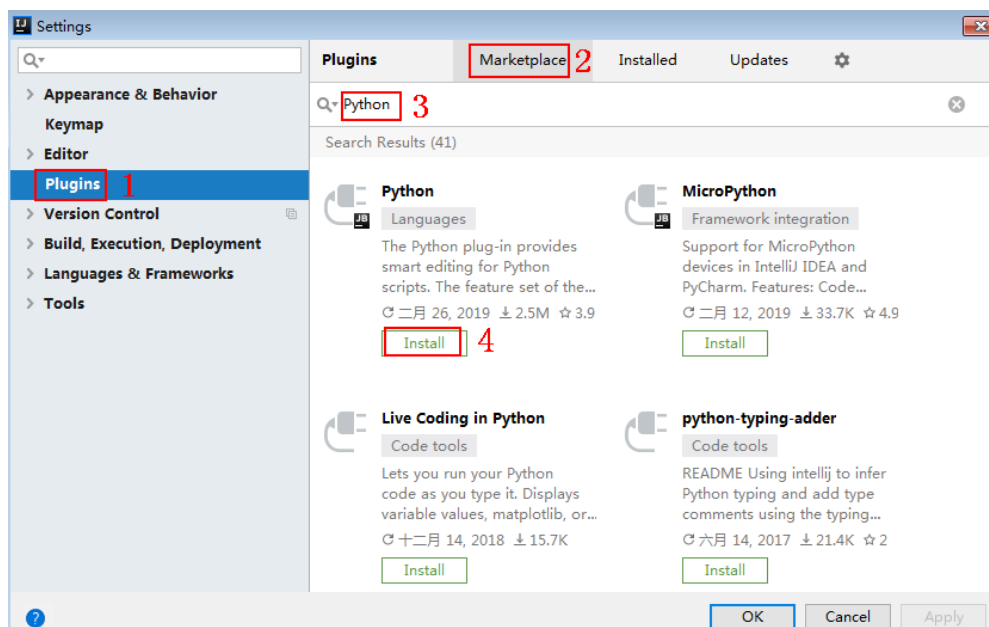 Settings
Appearance & Behavior
Keymap
Editor
Plugins 1
Version Control
Build, Execution, Deployment
Languages & Frameworks
Tools
Plugins Marketplace 2 Installed Updates
Python 3
Search Results (41)
Python
Languages
The Python plug-in provides
smart editing for Python
scripts. The feature set of the...
二月 26, 2019 2.5M 3.9
Install 4
MicroPython
Framework integration
Support for MicroPython
devices in IntelliJ IDEA and
PyCharm. Features: Code...
二月 12, 2019 33.7K 4.9
Install
Live Coding in Python
Code tools
Lets you run your Python
code as you type it. Displays
variable values, matplotlib, or...
十二月 14, 2018 15.7K
Install
python-typing-adder
Code tools
README Using intellij to infer
Python typing and add type
comments using the typing...
六月 14, 2017 21.4K 2
Install
? OK Cancel Apply